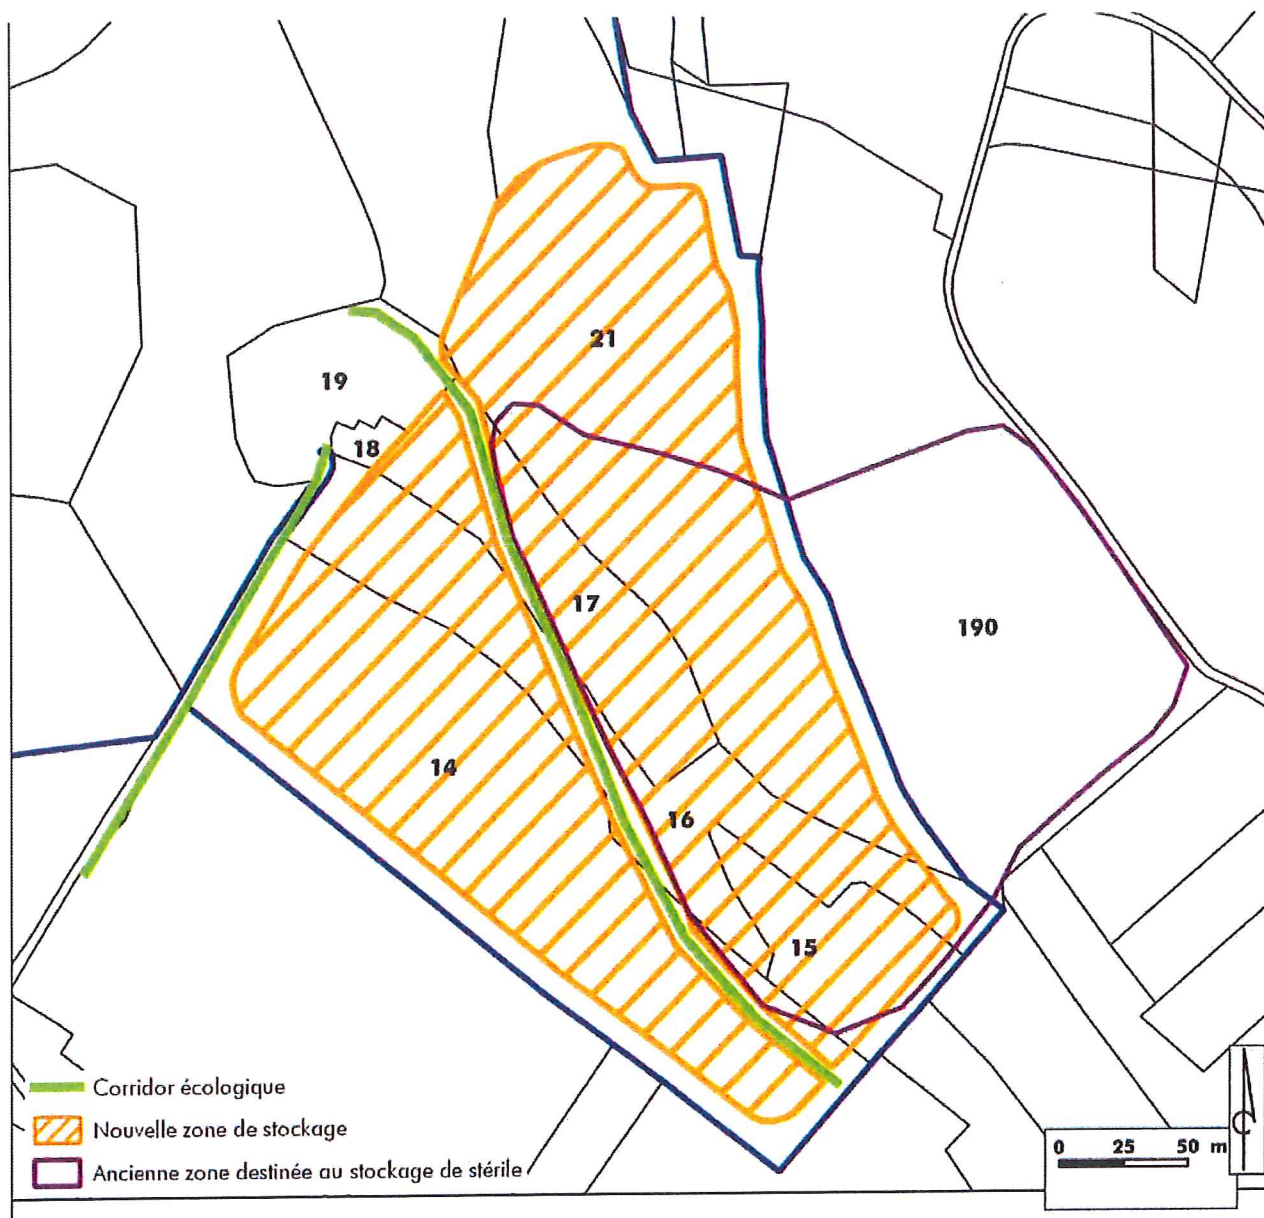 21
19
18
17
190
14
16
15
Corridor écologique
Nouvelle zone de stockage
Ancienne zone destinée au stockage de stérile
0 25 50 m